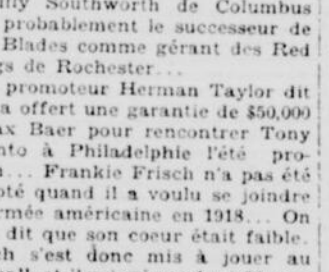 ny Southworth de Columbus
probablement le successeur de
Blades comme gérant des Red
gs de Rochester...
promoteur Herman Taylor dit
a offert une garantie de $50,000
ax Baer pour rencontrer Tony
nto à Philadelphie l'été pro-
n... Frankie Frisch n'a pas été
pté quand il a voulu se joindre
rmée américaine en 1918... On
dit que son coeur était faible.
ch s'est donc mis à jouer au